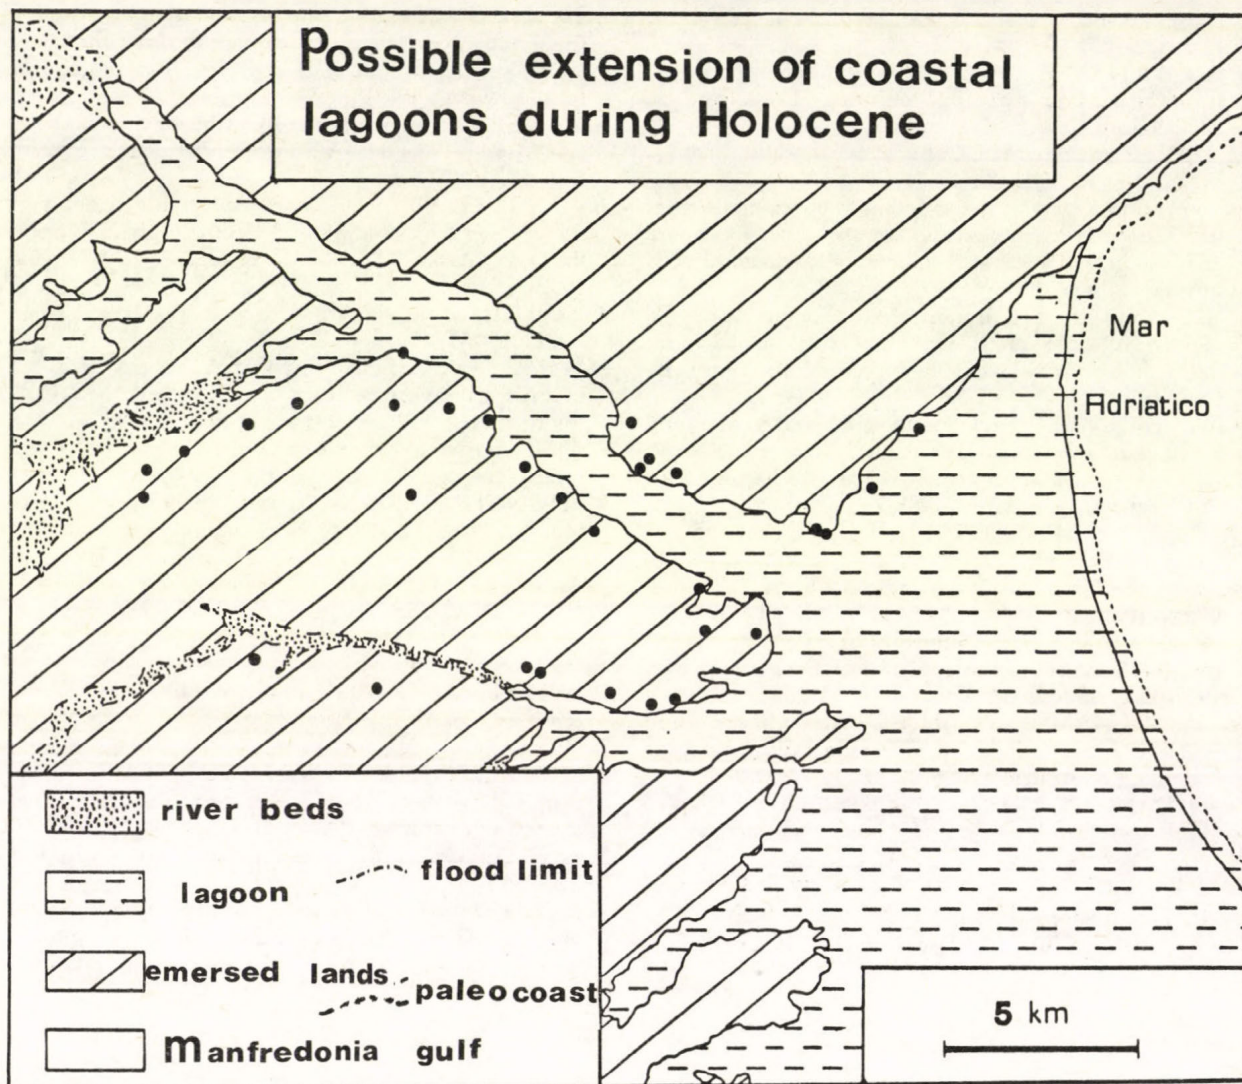 Possible extension of coastal
lagoons during Holocene
Mar
Adriatico
river beds
flood limit
lagoon
emersed lands
paleocoast
Manfredonia gulf
5 km